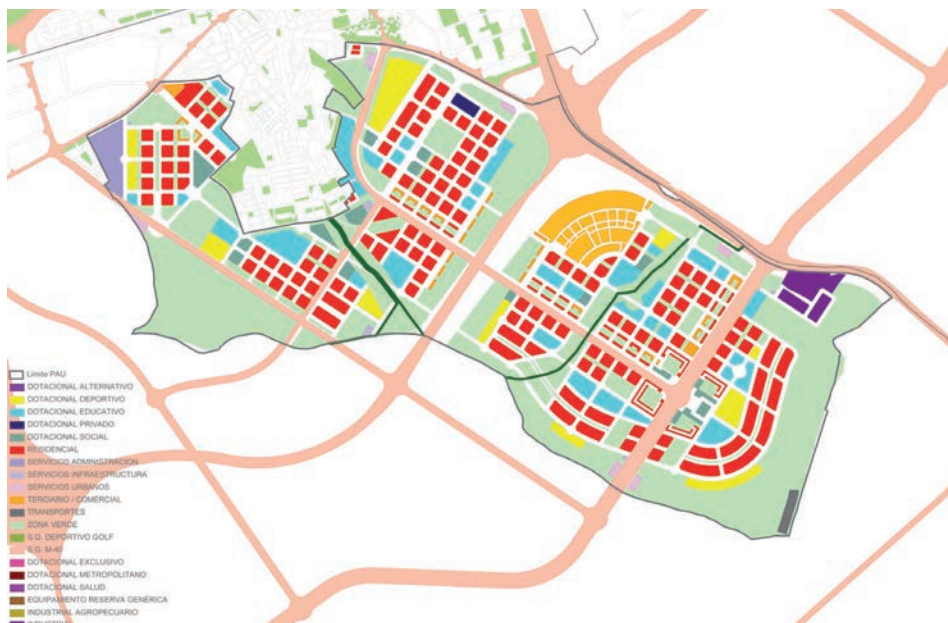 Límite PAU
DOTACIONAL ALTERNATIVO
DOTACIONAL DEPORTIVO
DOTACIONAL EDUCATIVO
DOTACIONAL PRIVADO
DOTACIONAL SOCIAL
RESIDENCIAL
SERVICIOS ADMINISTRACION
SERVICIOS INFRAESTRUCTURA
SERVICIOS URBANOS
TERCIARIO / COMERCIAL
TRANSPORTES
ZONA VERDE
S.G. DEPORTIVO GOLF
S.G. M-40
DOTACIONAL EXCLUSIVO
DOTACIONAL METROPOLITANO
DOTACIONAL SALUD
EQUIPAMIENTO RESERVA GENÉRICA
INDUSTRIAL AGROPECUARIO